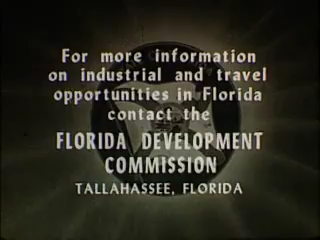 For more information
on industrial and travel
opportunities in Florida
contact the
FLORIDA DEVELOPMENT
COMMISSION
TALLAHASSEE, FLORIDA